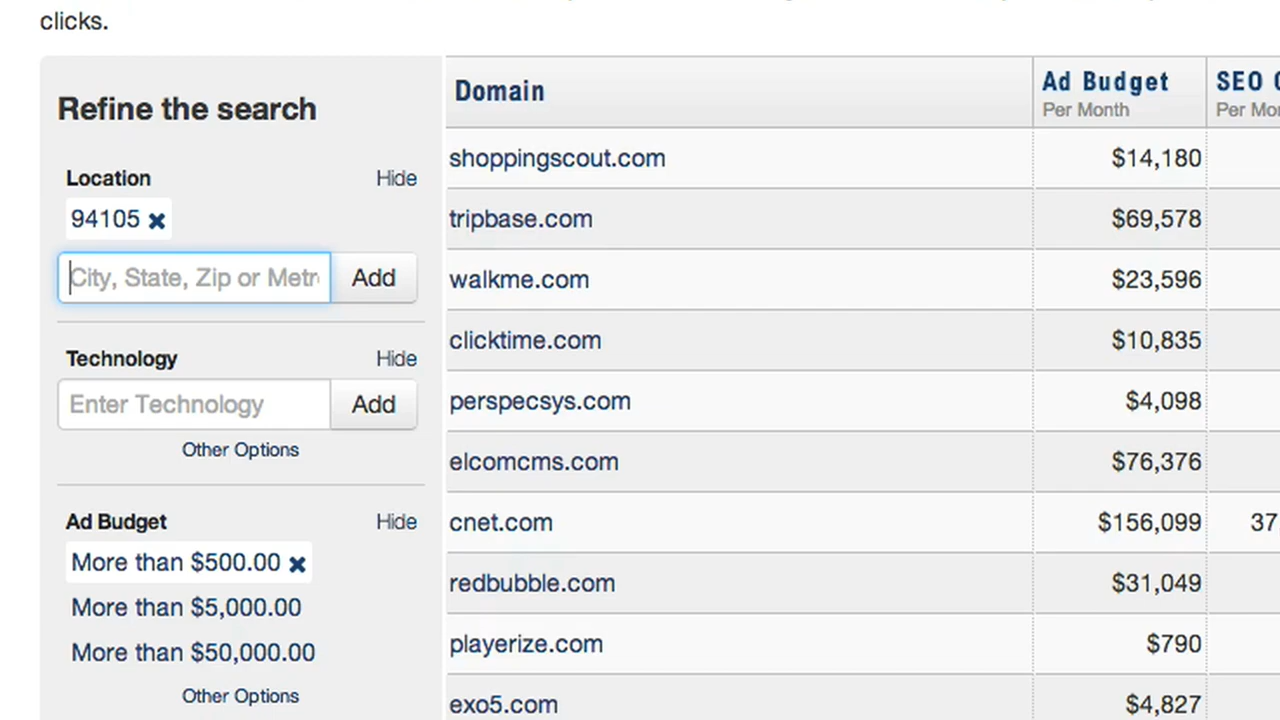 clicks.
Refine the search
Location Hide
94105 ✖
City, State, Zip or Metr Add
Technology Hide
Enter Technology Add
Other Options
Ad Budget Hide
More than $500.00 ✖
More than $5,000.00
More than $50,000.00
Other Options
Domain Ad Budget SEO
Per Month Per Mon
shoppingscout.com $14,180
tripbase.com $69,578
walkme.com $23,596
clicktime.com $10,835
perspecsys.com $4,098
elcomcms.com $76,376
cnet.com $156,099 37,
redbubble.com $31,049
playerize.com $790
exo5.com $4,827